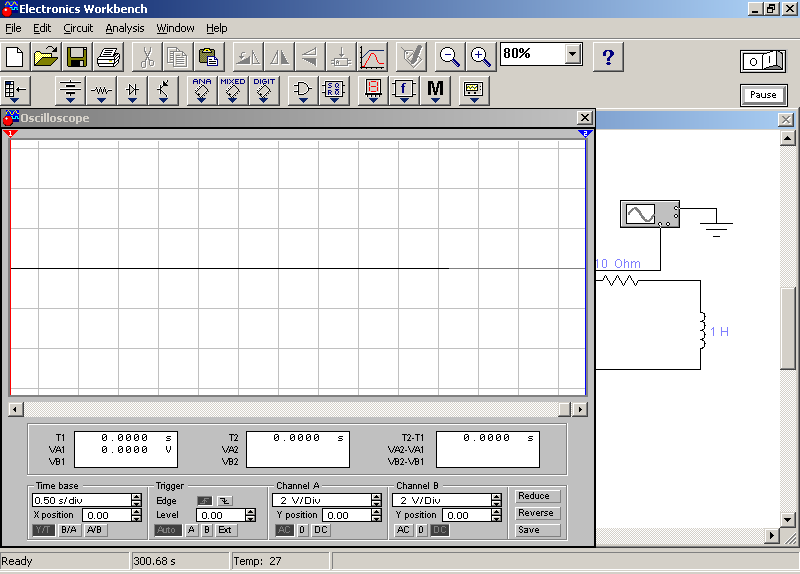 Electronics Workbench
File Edit Circuit Analysis Window Help
80% ?
O I
Pause
ANA MIXED DIGIT
f M
Oscilloscope
1 2
10 Ohm
1 H
T1 0.0000 s
VA1 0.0000 V
VB1
T2 0.0000 s
VA2
VB2
T2-T1 0.0000 s
VA2-VA1
VB2-VB1
Time base
0.50 s/div
X position 0.00
Y/T B/A A/B
Trigger
Edge
Level 0.00
Auto A B Ext
Channel A
2 V/Div
Y position 0.00
AC 0 DC
Channel B
2 V/Div
Y position 0.00
AC 0 DC
Reduce
Reverse
Save
Ready 300.68 s Temp: 27